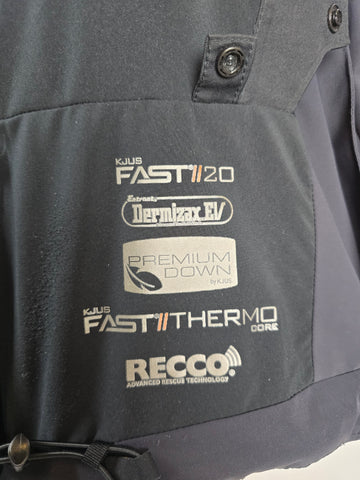 KJUS
FAST//20
Entrant
Dermizax EV
PREMIUM
DOWN
by KJUS
KJUS
FAST//THERMO
CORE
RECCO
ADVANCED RESCUE TECHNOLOGY